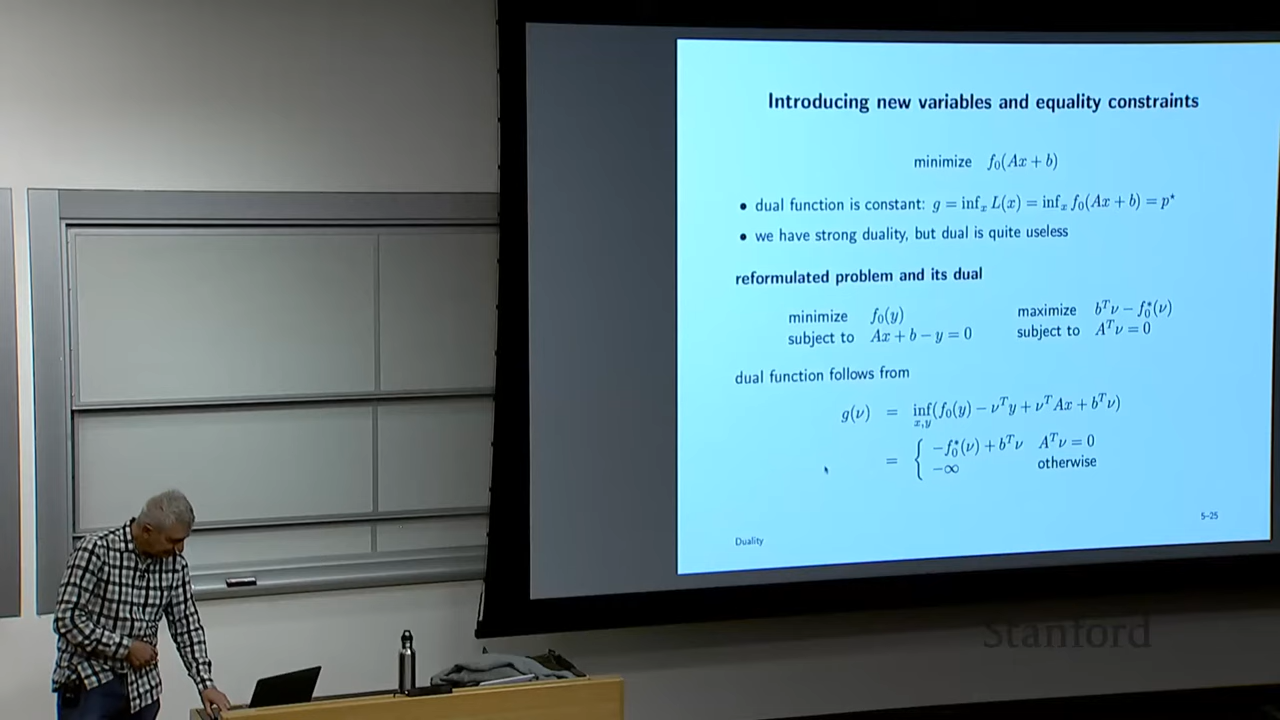 Introducing new variables and equality constraints
minimize f₀(Ax + b)
• dual function is constant: g = infₓ L(x) = infₓ f₀(Ax + b) = p⋆
• we have strong duality, but dual is quite useless
reformulated problem and its dual
minimize f₀(y) maximize bᵀν − f₀*(ν)
subject to Ax + b − y = 0 subject to Aᵀν = 0
dual function follows from
g(ν) = inf_{x,y}(f₀(y) − νᵀy + νᵀAx + bᵀν)
= { −f₀*(ν) + bᵀν Aᵀν = 0
−∞ otherwise
5-25
Duality
Stanford